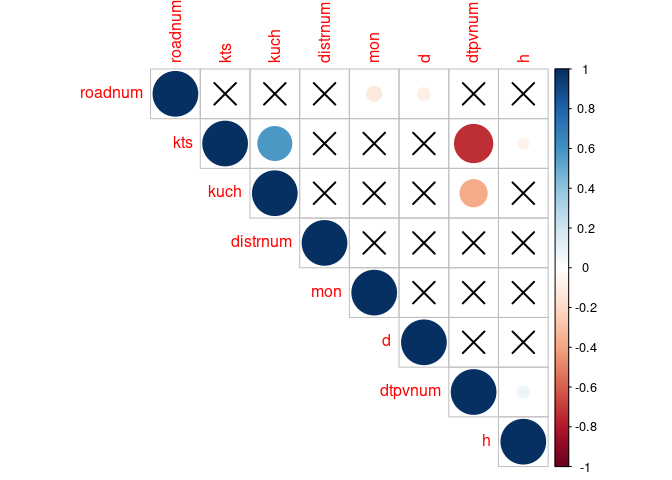 roadnum
kts
kuch
distrnum
mon
d
dtpvnum
h
roadnum
kts
kuch
distrnum
mon
d
dtpvnum
h
1
0.8
0.6
0.4
0.2
0
-0.2
-0.4
-0.6
-0.8
-1